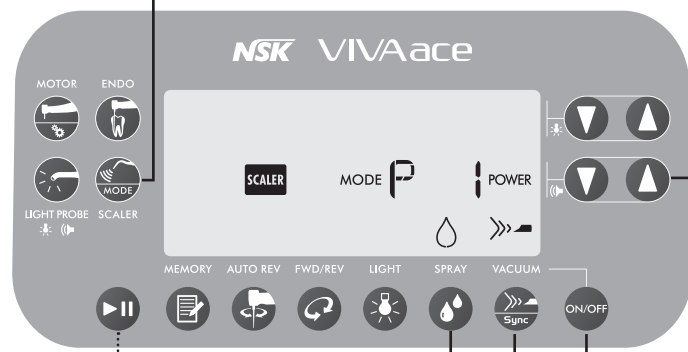 NSK VIVAace
MOTOR ENDO
MODE
LIGHT PROBE SCALER
SCALER MODE P 1 POWER
MEMORY AUTO REV FWD/REV LIGHT SPRAY VACUUM
Sync ON/OFF